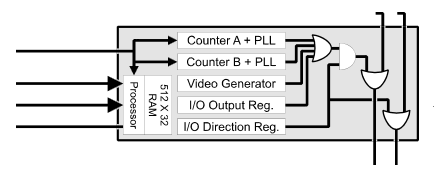 Counter A + PLL
Counter B + PLL
Video Generator
I/O Output Reg.
I/O Direction Reg.
Processor
512 X 32
RAM